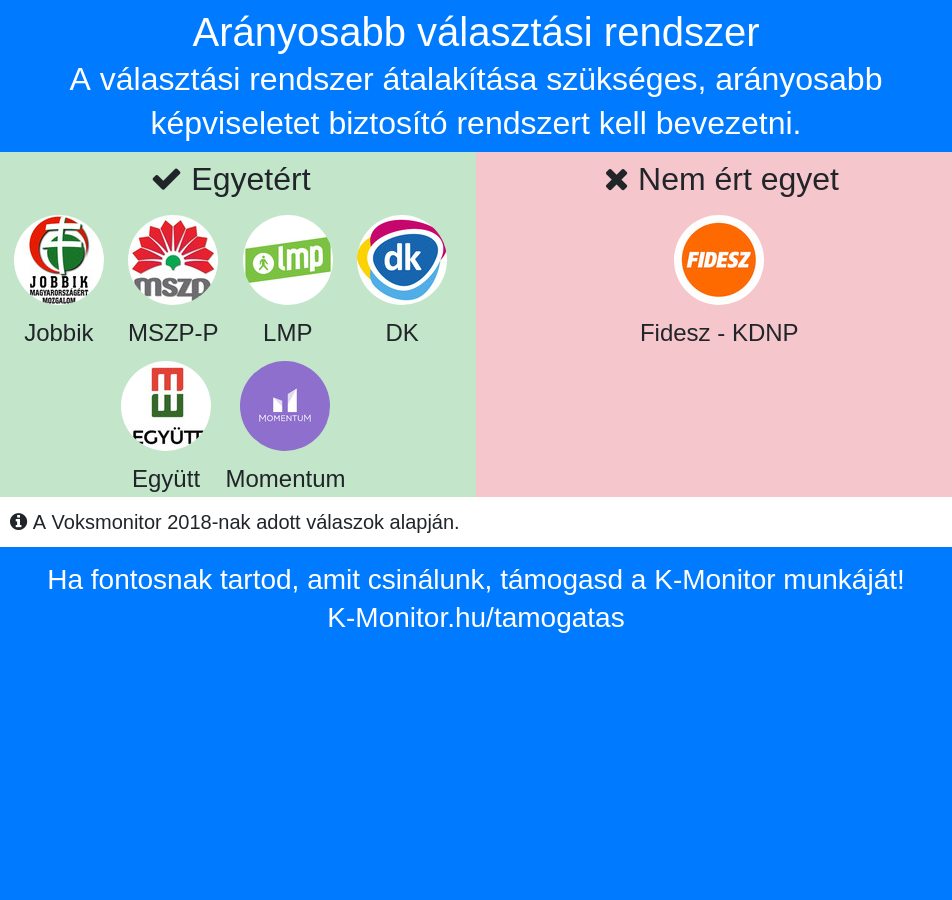 Arányosabb választási rendszer
A választási rendszer átalakítása szükséges, arányosabb
képviseletet biztosító rendszert kell bevezetni.
Egyetért
Nem ért egyet
JOBBIK
MAGYARORSZÁGÉRT
MOZGALOM
mszp
lmp
dk
FIDESZ
Jobbik
MSZP-P
LMP
DK
Fidesz - KDNP
EGYÜTT
MOMENTUM
Együtt
Momentum
A Voksmonitor 2018-nak adott válaszok alapján.
Ha fontosnak tartod, amit csinálunk, támogasd a K-Monitor munkáját!
K-Monitor.hu/tamogatas